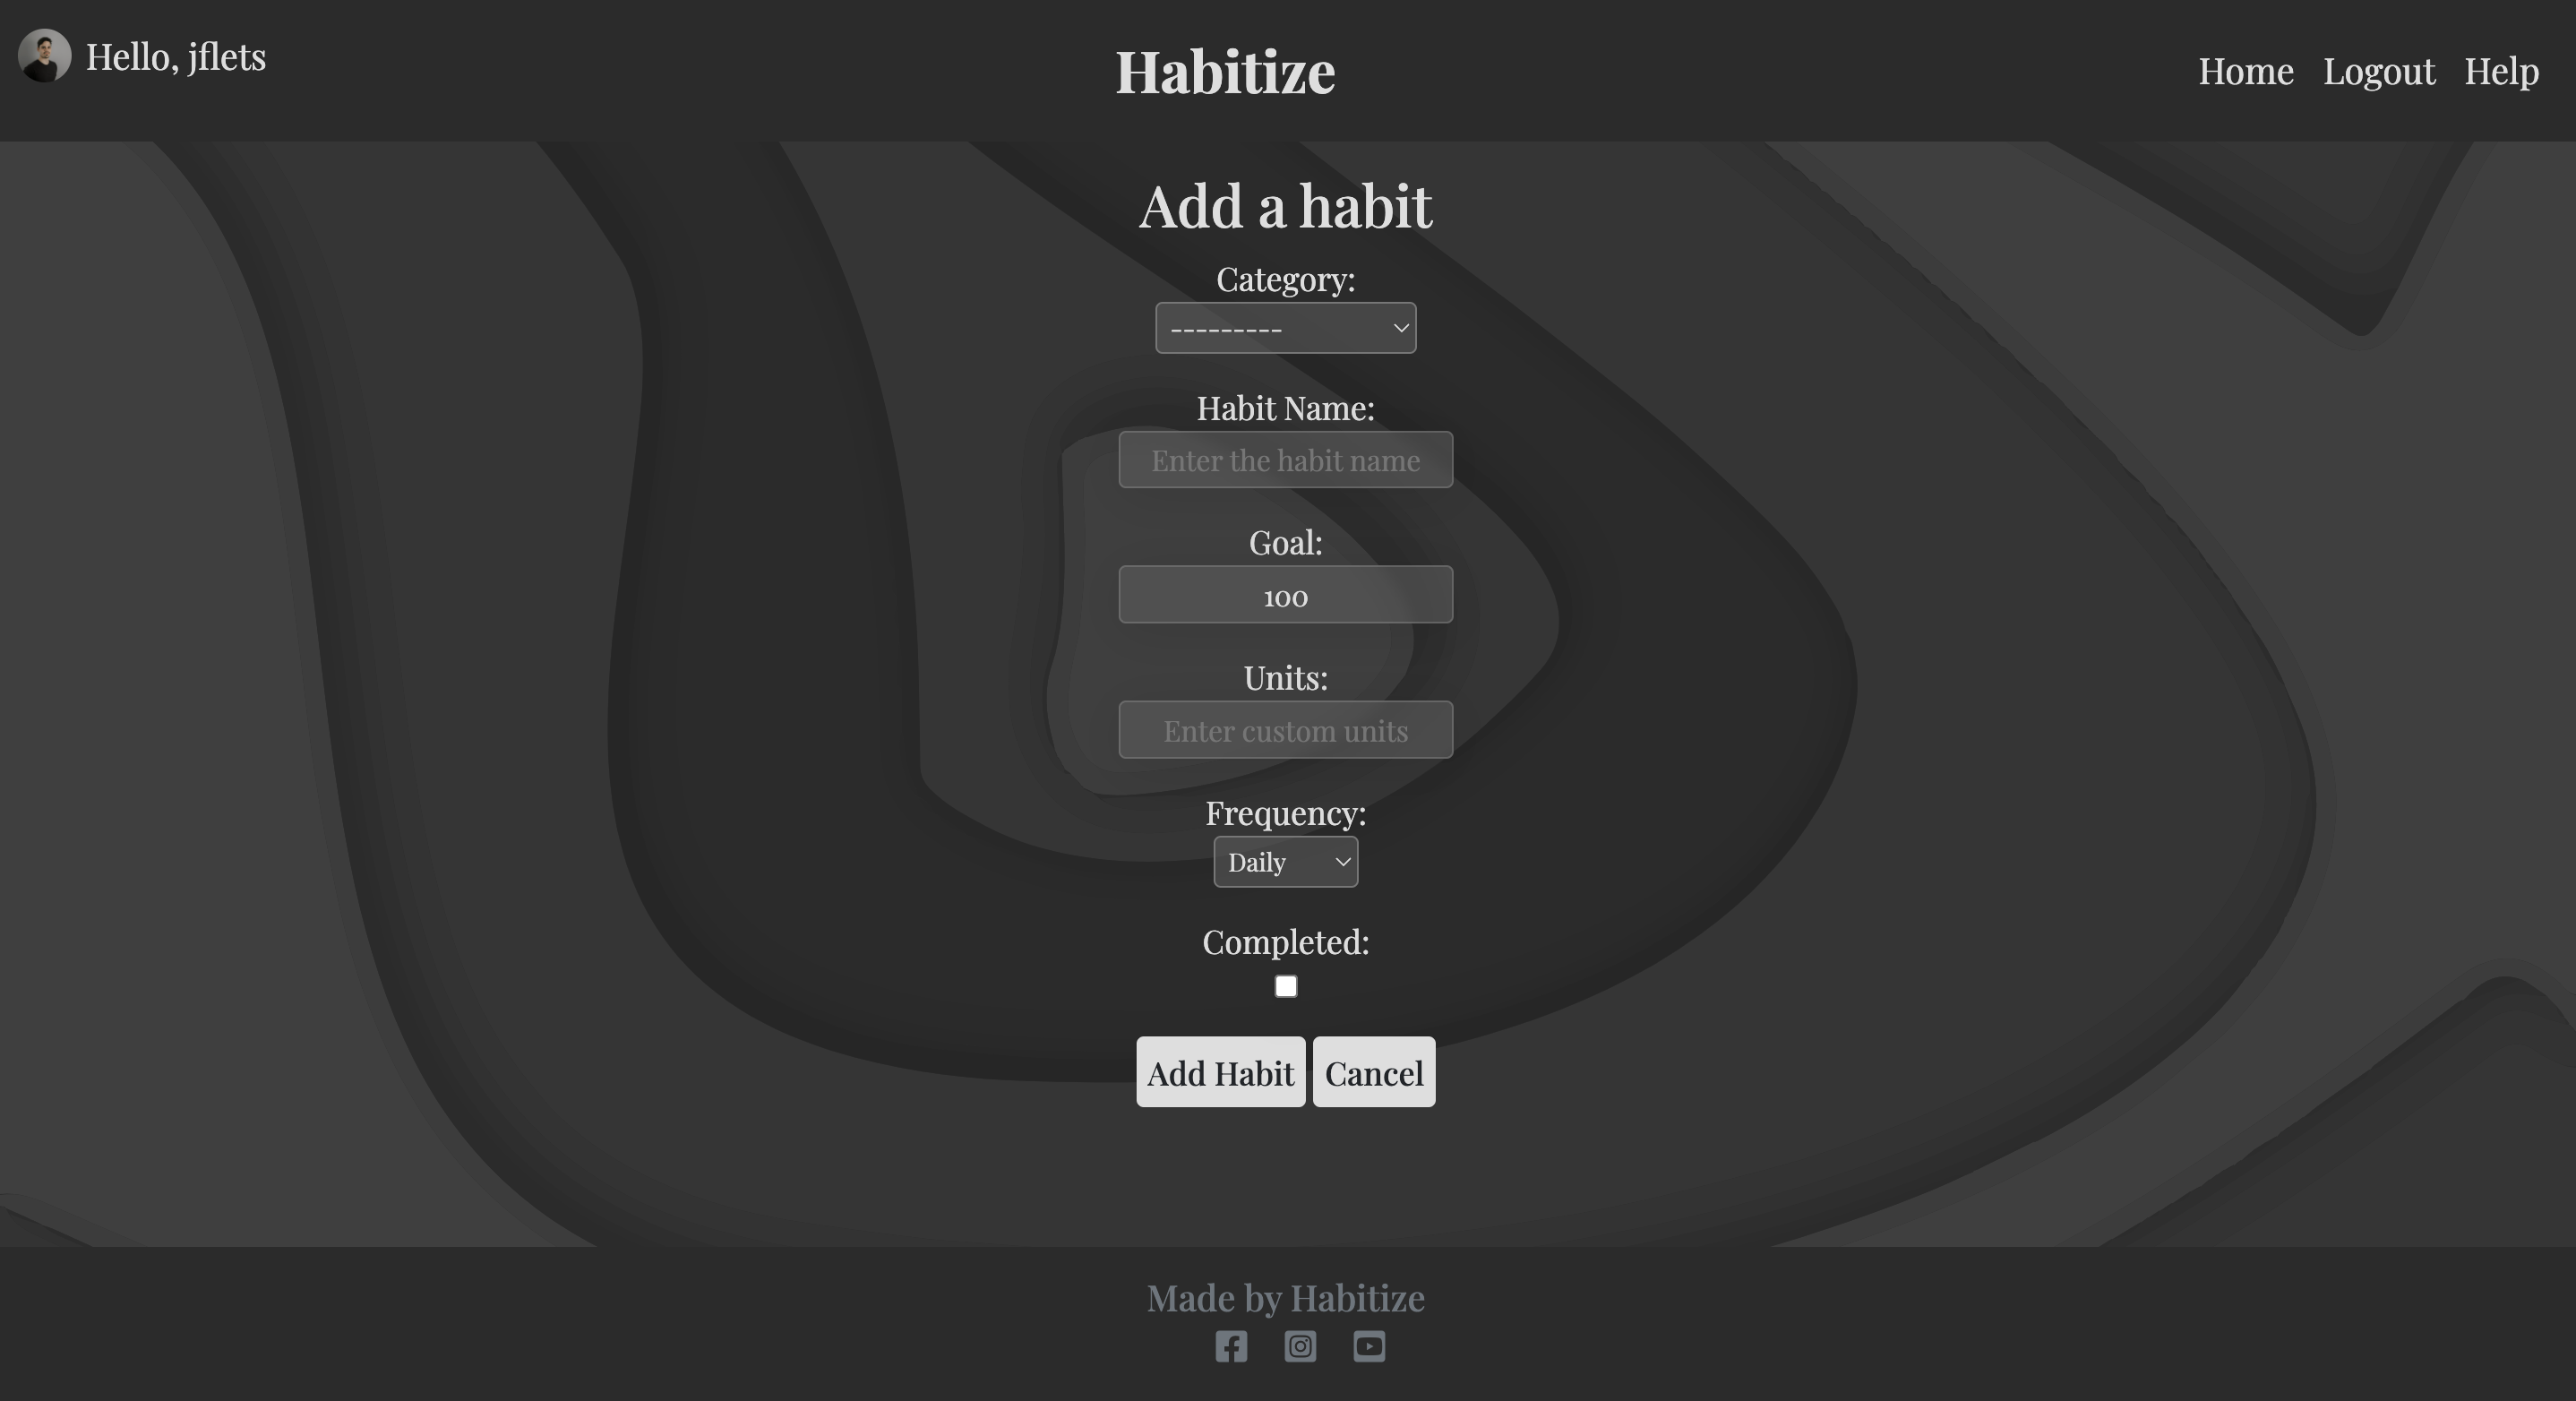 Hello, jflets
Habitize
Home Logout Help
Add a habit
Category:
---------
Habit Name:
Enter the habit name
Goal:
100
Units:
Enter custom units
Frequency:
Daily
Completed:
Add Habit Cancel
Made by Habitize